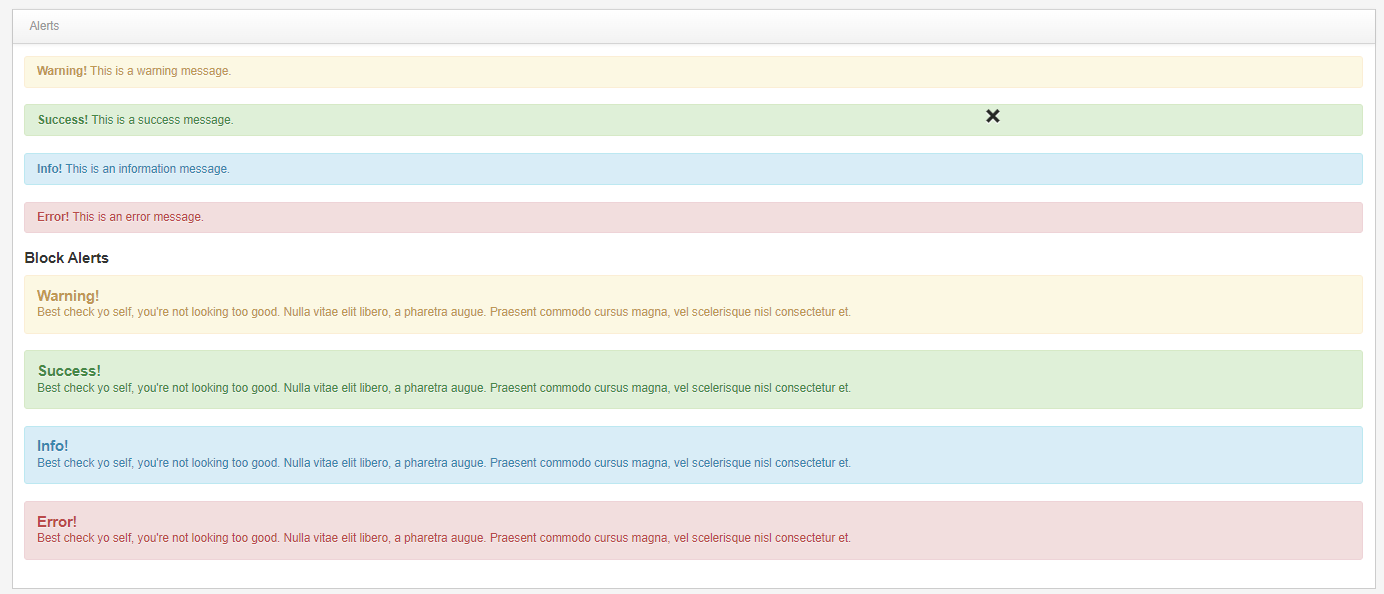 Alerts
Warning! This is a warning message.
Success! This is a success message.
Info! This is an information message.
Error! This is an error message.
Block Alerts
Warning!
Best check yo self, you're not looking too good. Nulla vitae elit libero, a pharetra augue. Praesent commodo cursus magna, vel scelerisque nisl consectetur et.
Success!
Best check yo self, you're not looking too good. Nulla vitae elit libero, a pharetra augue. Praesent commodo cursus magna, vel scelerisque nisl consectetur et.
Info!
Best check yo self, you're not looking too good. Nulla vitae elit libero, a pharetra augue. Praesent commodo cursus magna, vel scelerisque nisl consectetur et.
Error!
Best check yo self, you're not looking too good. Nulla vitae elit libero, a pharetra augue. Praesent commodo cursus magna, vel scelerisque nisl consectetur et.